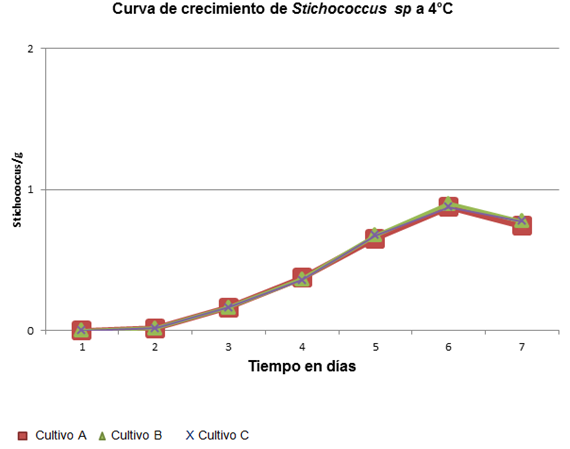 Curva de crecimiento de Stichococcus sp a 4°C
2
1
0
Stichococcus/g
1 2 3 4 5 6 7
Tiempo en días
Cultivo A Cultivo B Cultivo C